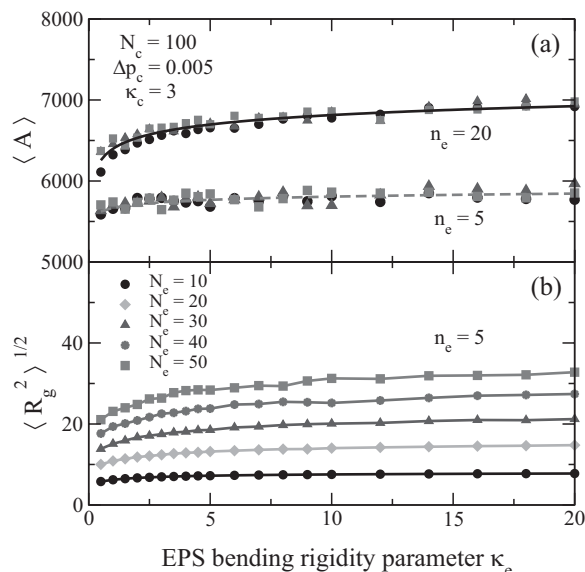 8000
7000
6000
5000
⟨ A ⟩
N_c = 100
Δp_c = 0.005
κ_c = 3
(a)
n_e = 20
n_e = 5
40
20
0
⟨ R_g^2 ⟩^1/2
N_e = 10
N_e = 20
N_e = 30
N_e = 40
N_e = 50
(b)
n_e = 5
0 5 10 15 20
EPS bending rigidity parameter κ_e